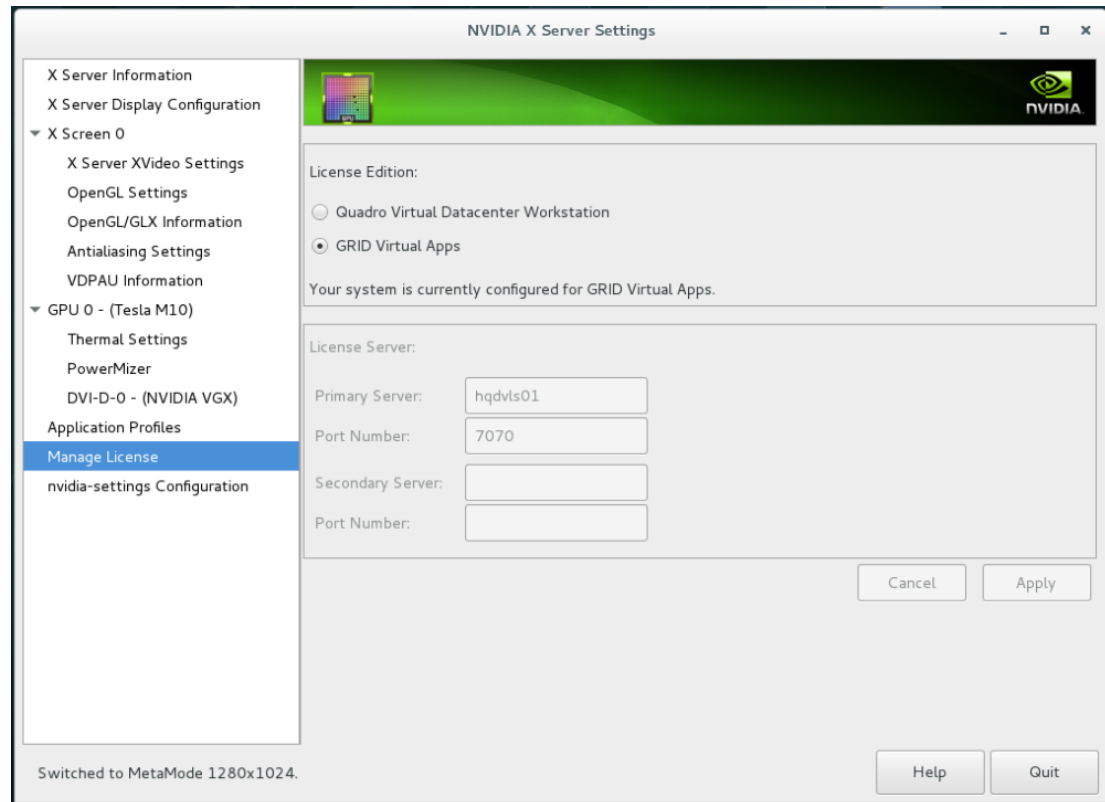 NVIDIA X Server Settings
X Server Information
X Server Display Configuration
X Screen 0
X Server XVideo Settings
OpenGL Settings
OpenGL/GLX Information
Antialiasing Settings
VDPAU Information
GPU 0 - (Tesla M10)
Thermal Settings
PowerMizer
DVI-D-0 - (NVIDIA VGX)
Application Profiles
Manage License
nvidia-settings Configuration
GPU
NVIDIA.
License Edition:
Quadro Virtual Datacenter Workstation
GRID Virtual Apps
Your system is currently configured for GRID Virtual Apps.
License Server:
Primary Server: hqdvls01
Port Number: 7070
Secondary Server:
Port Number:
Cancel Apply
Switched to MetaMode 1280x1024.
Help Quit